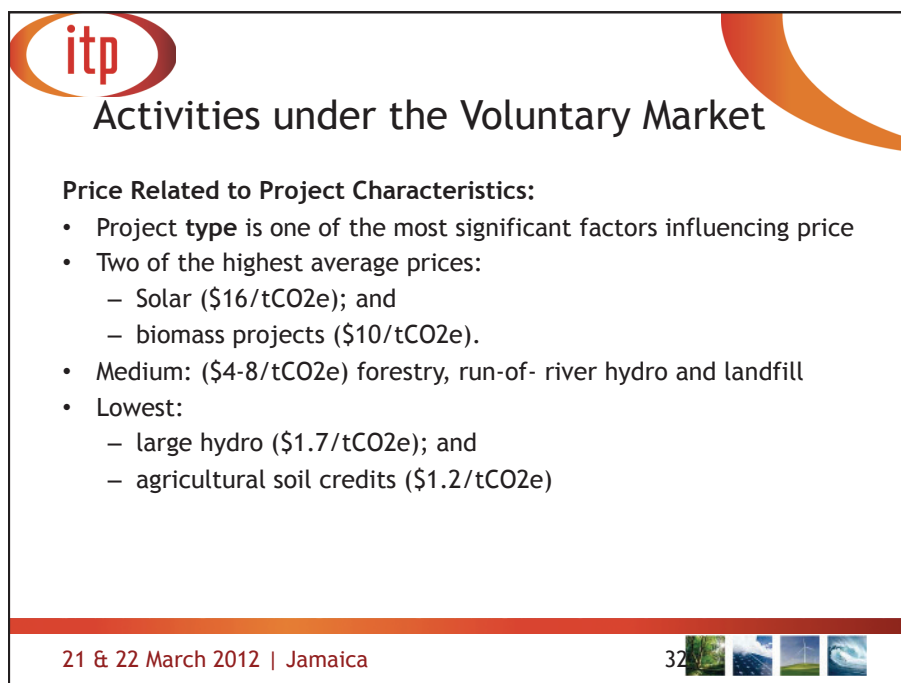 itp
Activities under the Voluntary Market
Price Related to Project Characteristics:
• Project type is one of the most significant factors influencing price
• Two of the highest average prices:
– Solar ($16/tCO2e); and
– biomass projects ($10/tCO2e).
• Medium: ($4-8/tCO2e) forestry, run-of- river hydro and landfill
• Lowest:
– large hydro ($1.7/tCO2e); and
– agricultural soil credits ($1.2/tCO2e)
21 & 22 March 2012 | Jamaica
32